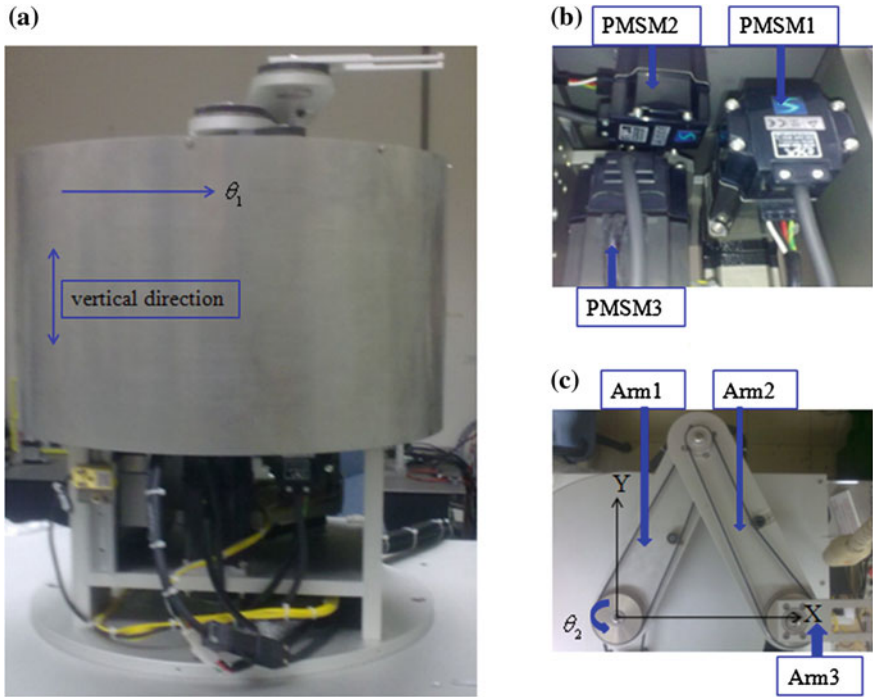 (a)
θ1
vertical direction
(b)
PMSM2
PMSM1
PMSM3
(c)
Arm1
Arm2
Y
θ2
X
Arm3